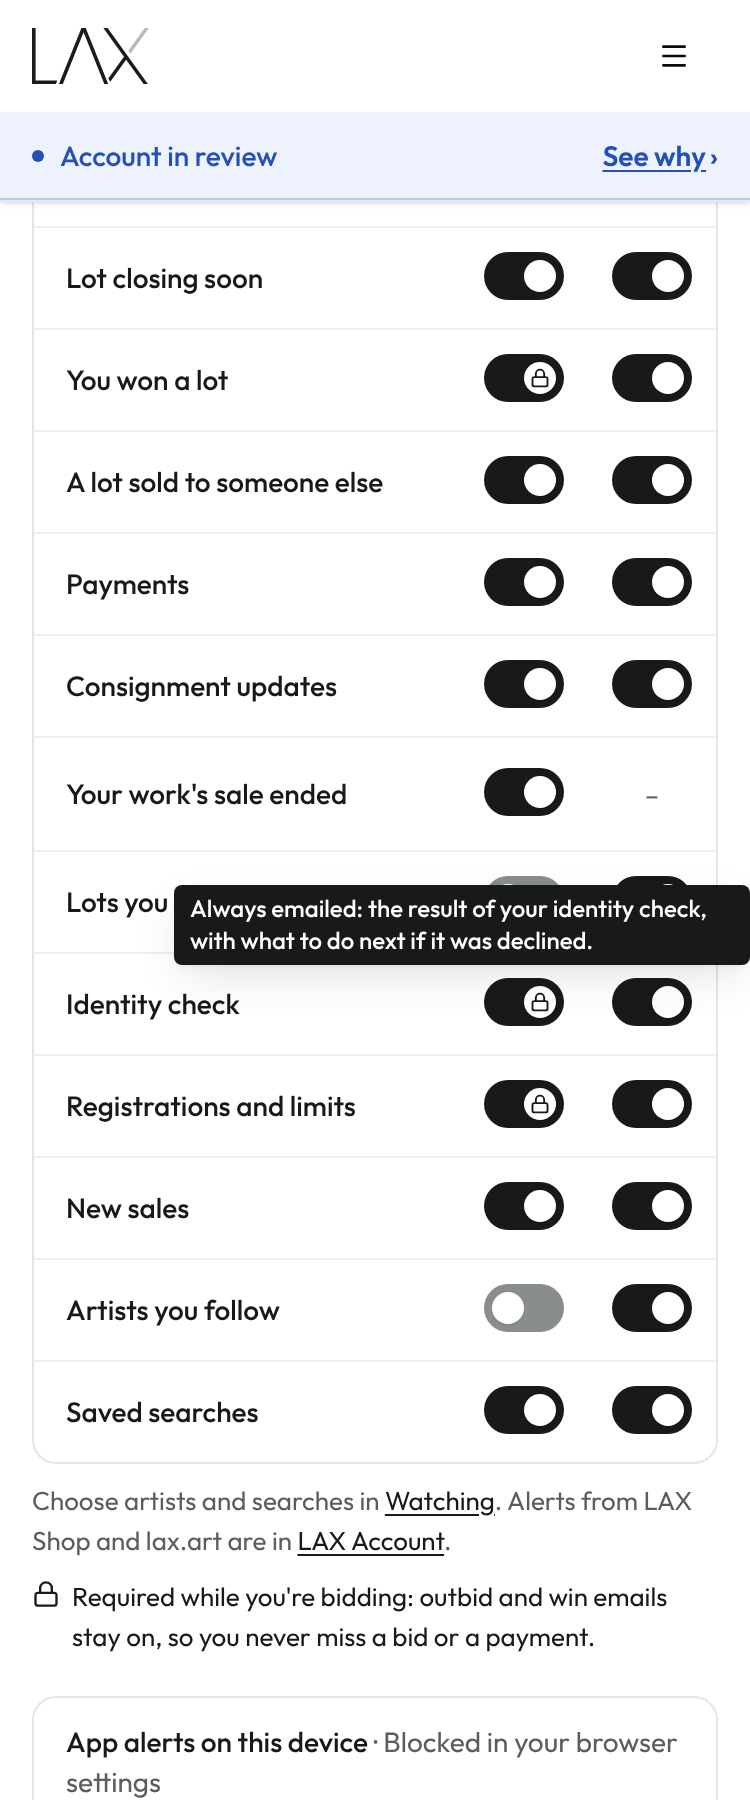 LAX
Account in review
See why ›
Lot closing soon
You won a lot
A lot sold to someone else
Payments
Consignment updates
Your work's sale ended
–
Lots you
Always emailed: the result of your identity check,
with what to do next if it was declined.
Identity check
Registrations and limits
New sales
Artists you follow
Saved searches
Choose artists and searches in Watching. Alerts from LAX
Shop and lax.art are in LAX Account.
Required while you're bidding: outbid and win emails
stay on, so you never miss a bid or a payment.
App alerts on this device · Blocked in your browser
settings